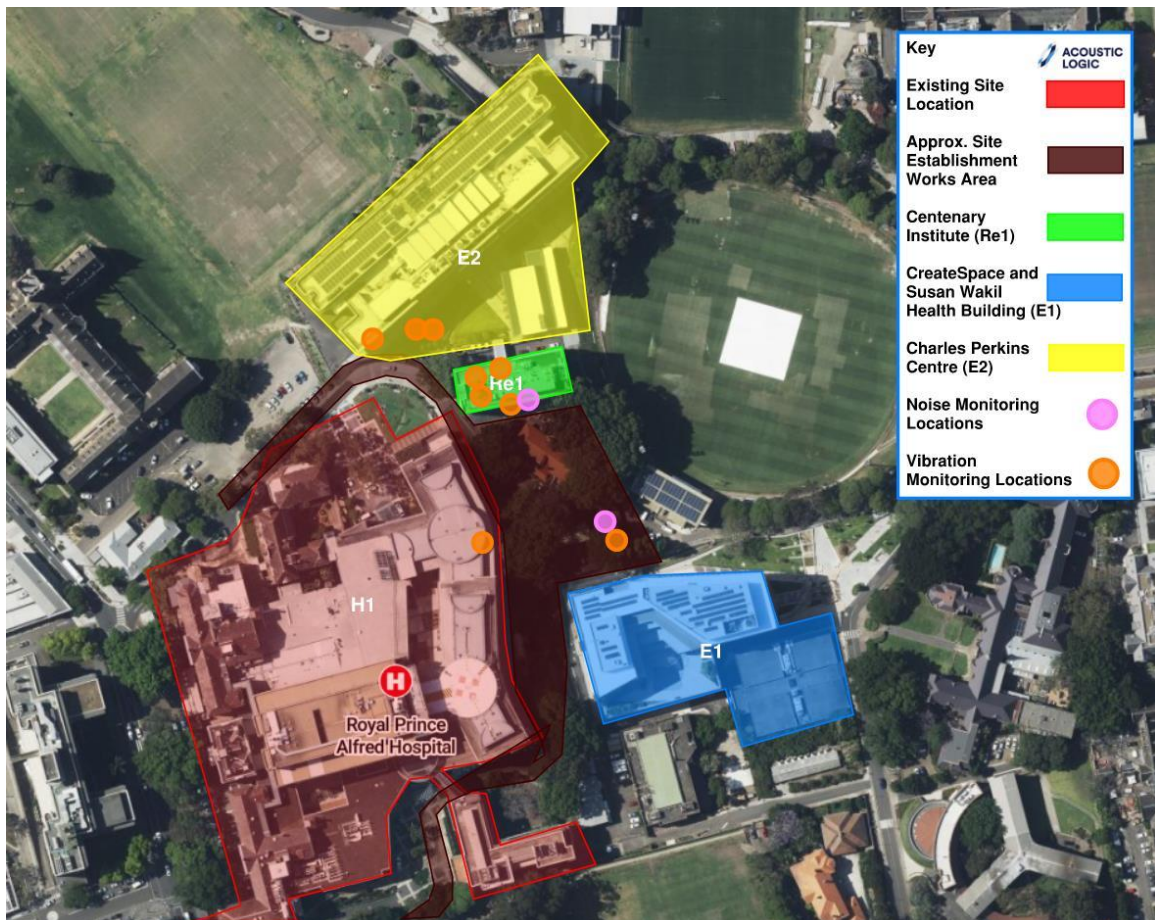 Key
ACOUSTIC
LOGIC
Existing Site
Location
Approx. Site
Establishment
Works Area
Centenary
Institute (Re1)
CreateSpace and
Susan Wakil
Health Building (E1)
Charles Perkins
Centre (E2)
Noise Monitoring
Locations
Vibration
Monitoring Locations
E2
Re1
H1
E1
H
Royal Prince
Alfred Hospital